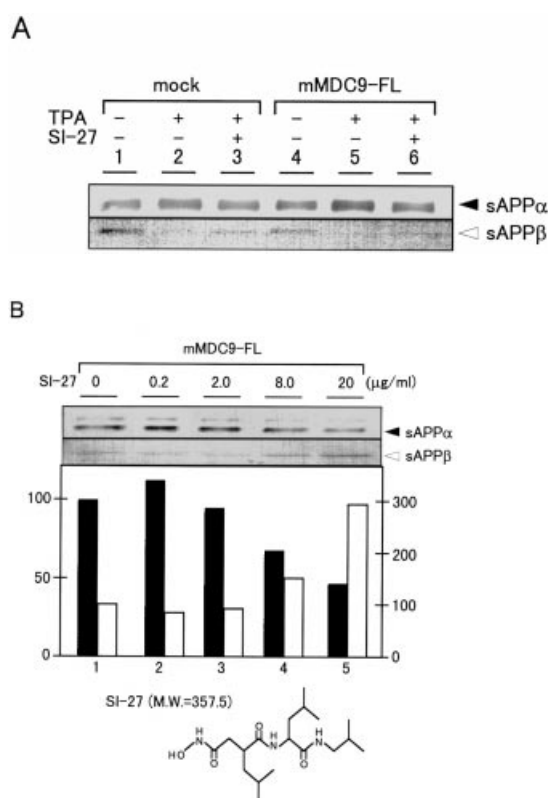 A
mock mMDC9-FL
TPA − + + − + +
SI-27 − − + − − +
1 2 3 4 5 6
sAPPα
sAPPβ
B
mMDC9-FL
SI-27 0 0.2 2.0 8.0 20 (μg/ml)
sAPPα
sAPPβ
100 300
200
50
100
0 0
1 2 3 4 5
SI-27 (M.W.=357.5)
H O H
HO N N N
O O H O